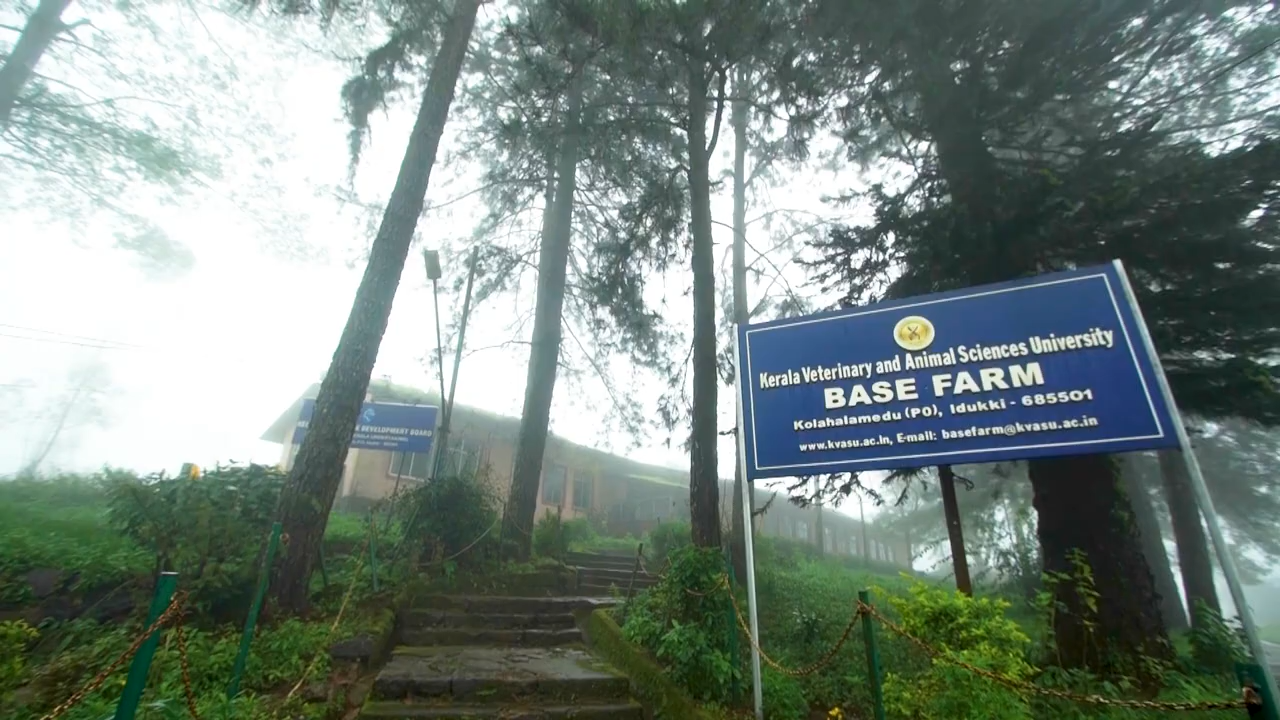 Kerala Veterinary and Animal Sciences University
BASE FARM
Kolahalamedu (PO), Idukki - 685501
www.kvasu.ac.in, E-mail: basefarm@kvasu.ac.in
DEVELOPMENT BOARD